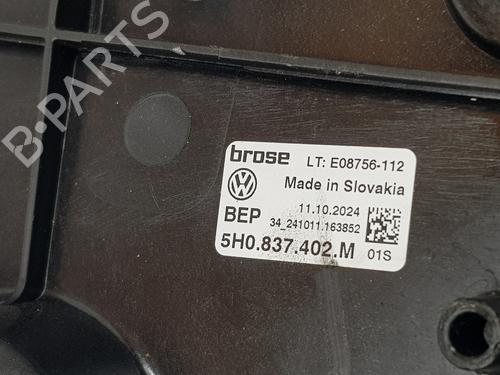 B-PARTS
brose LT: E08756-112
Made in Slovakia
BEP 11.10.2024
34_241011.163852
5H0.837.402.M 01S